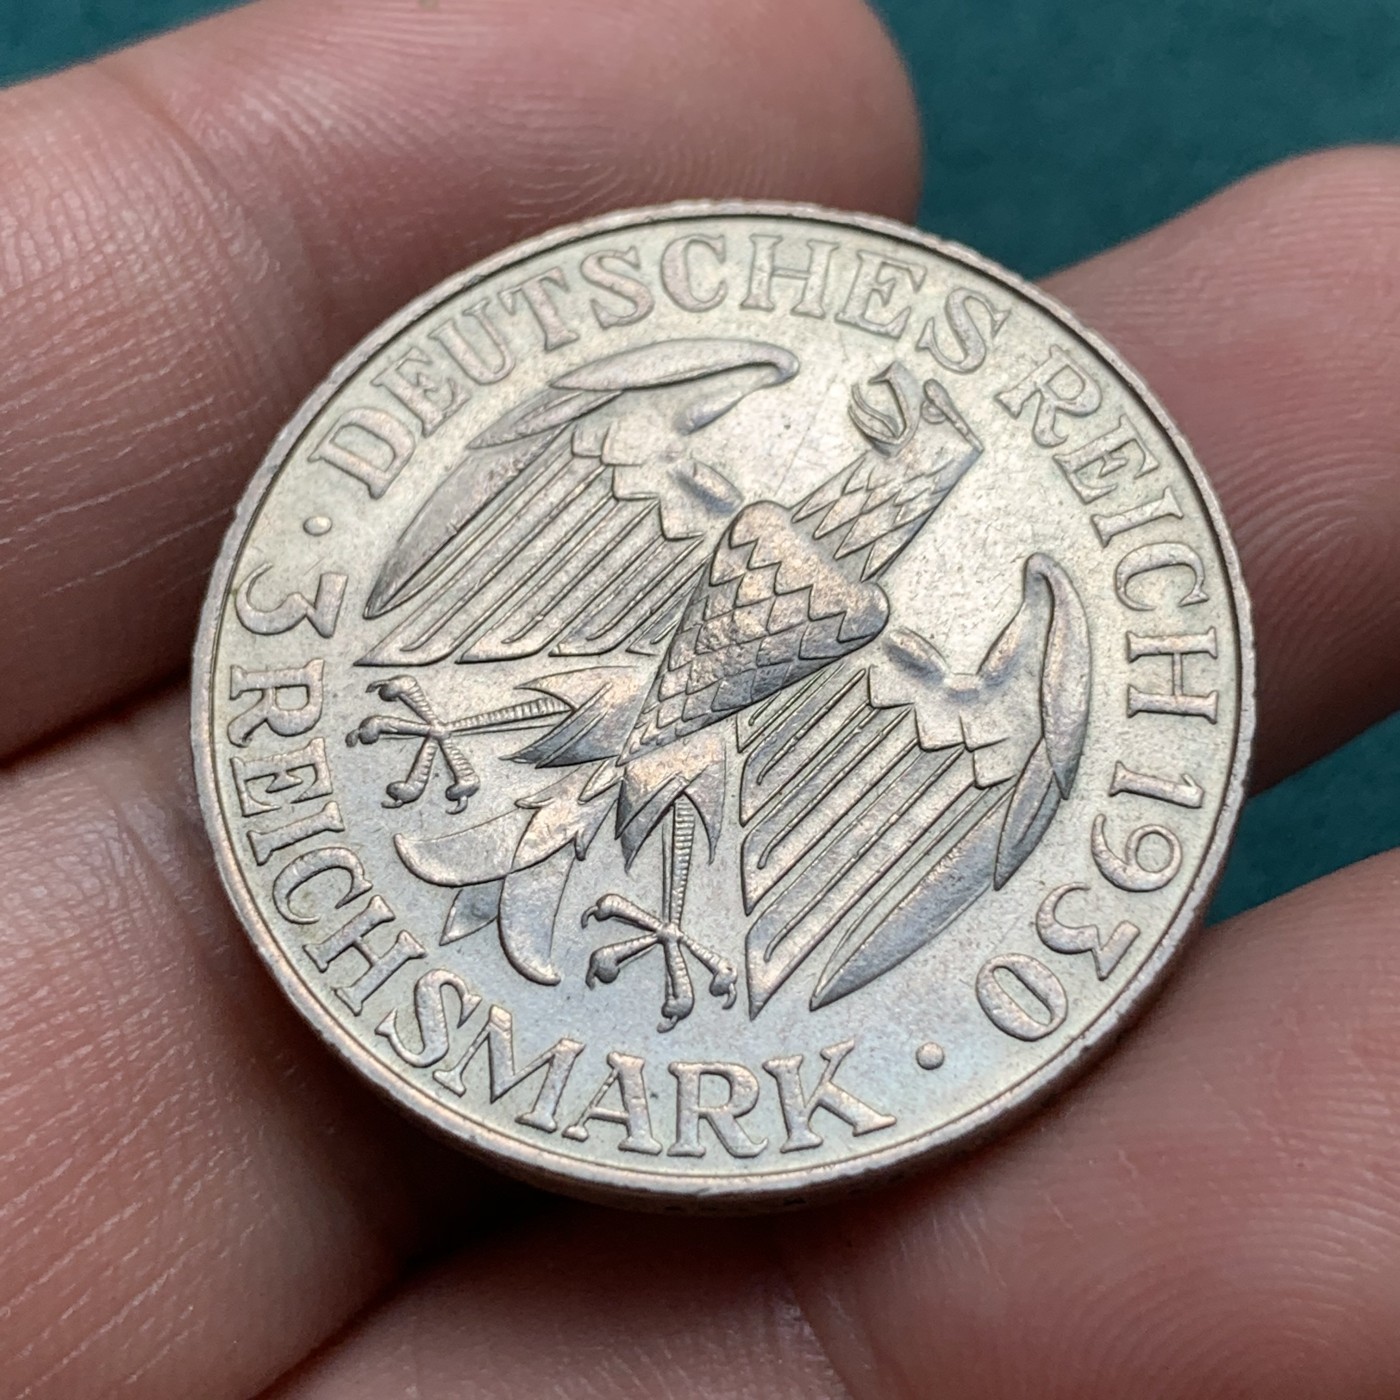 DEUTSCHES REICH 1930
· 3 REICHSMARK ·